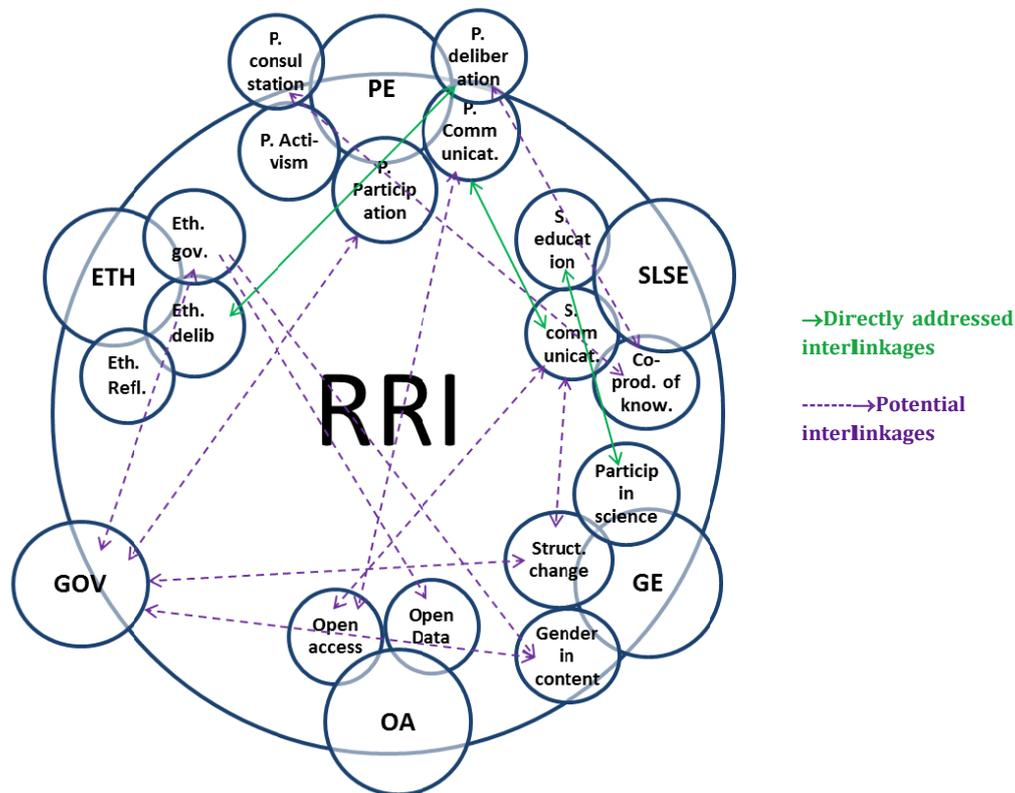 P.
consul
station
PE
P.
deliber
ation
P. Acti-
vism
P.
Comm
unicat.
P.
Particip
ation
Eth.
gov.
ETH
Eth.
delib
Eth.
Refl.
S.
educat
ion
SLSE
S.
comm
unicat.
Co-
prod. of
know.
RRI
Particip
in
science
Struct.
change
GE
GOV
Open
access
Open
Data
Gender
in
content
OA
→Directly addressed
interlinkages
------→Potential
interlinkages